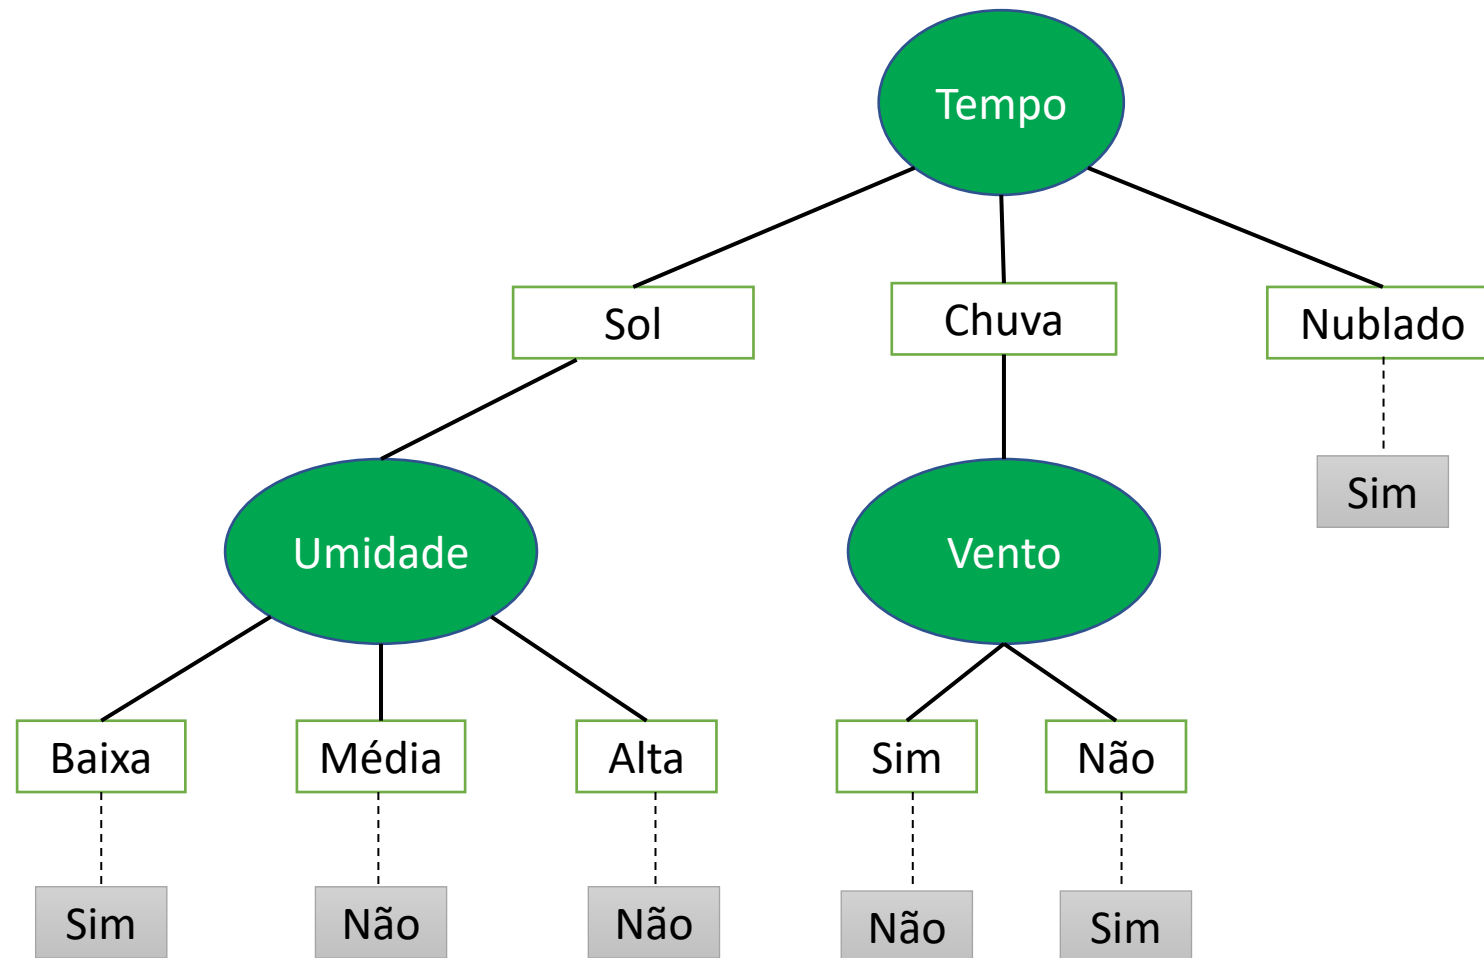 Tempo
Sol
Chuva
Nublado
Sim
Umidade
Vento
Baixa
Média
Alta
Sim
Não
Sim
Não
Não
Não
Sim